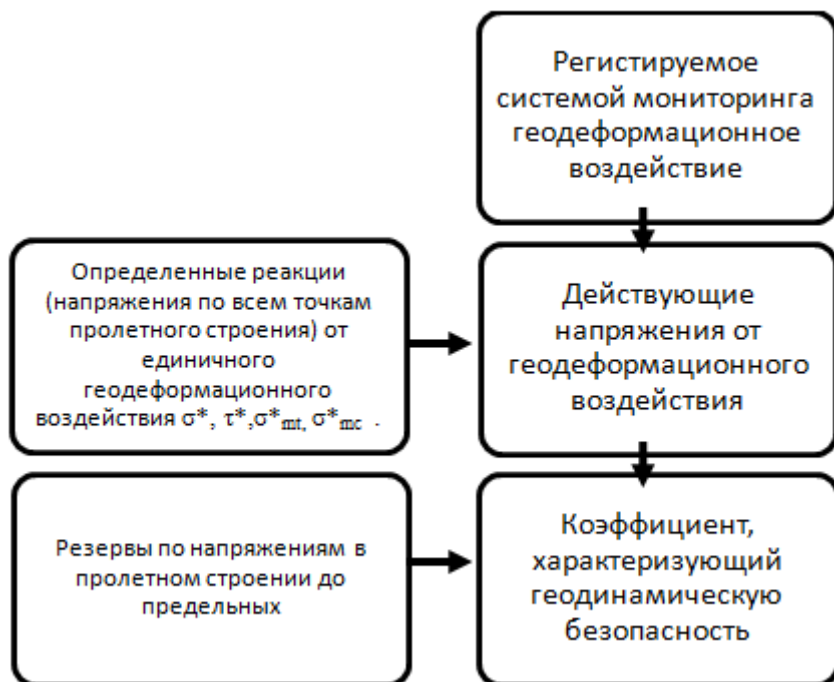 Регистируемое
системой мониторинга
геодеформационное
воздействие
Определенные реакции
(напряжения по всем точкам
пролетного строения) от
единичного
геодеформационного
воздействия σ*, τ*,σ*mt, σ*mc .
Действующие
напряжения от
геодеформационного
воздействия
Резервы по напряжениям в
пролетном строении до
предельных
Коэффициент,
характеризующий
геодинамическую
безопасность